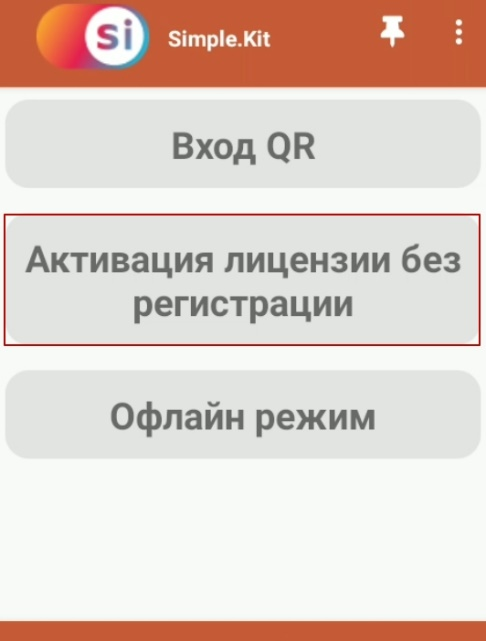 Si
Simple.Kit
Вход QR
Активация лицензии без
регистрации
Офлайн режим